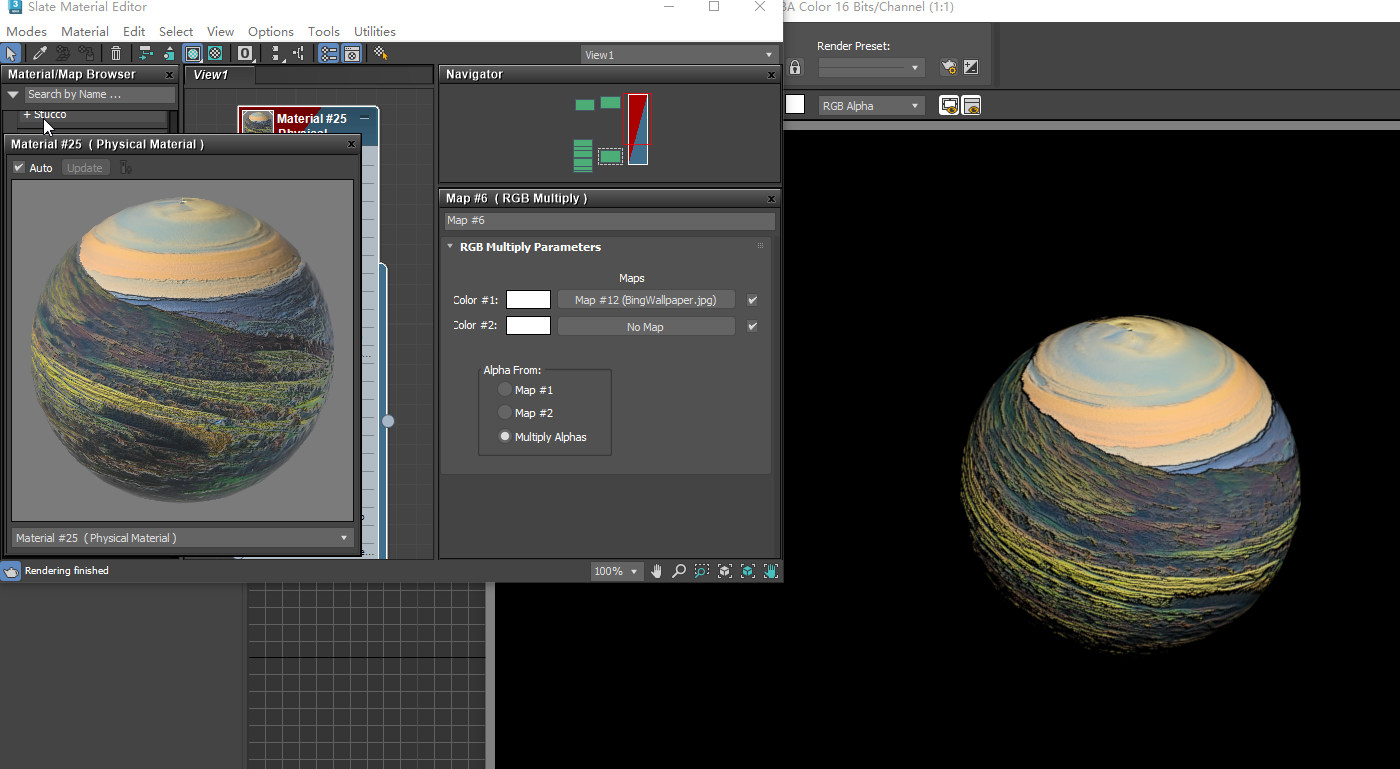 3 Slate Material Editor
BA Color 16 Bits/Channel (1:1)
Modes Material Edit Select View Options Tools Utilities
Render Preset:
View1
Material/Map Browser
View1
Navigator
Search by Name ...
+ Stucco
RGB Alpha
Material #25
Physical
Material #25 ( Physical Material )
Auto
Update
Map #6 ( RGB Multiply )
Map #6
RGB Multiply Parameters
Maps
Color #1:
Map #12 (BingWallpaper.jpg)
Color #2:
No Map
Alpha From:
Map #1
Map #2
Multiply Alphas
Material #25 ( Physical Material )
Rendering finished
100%